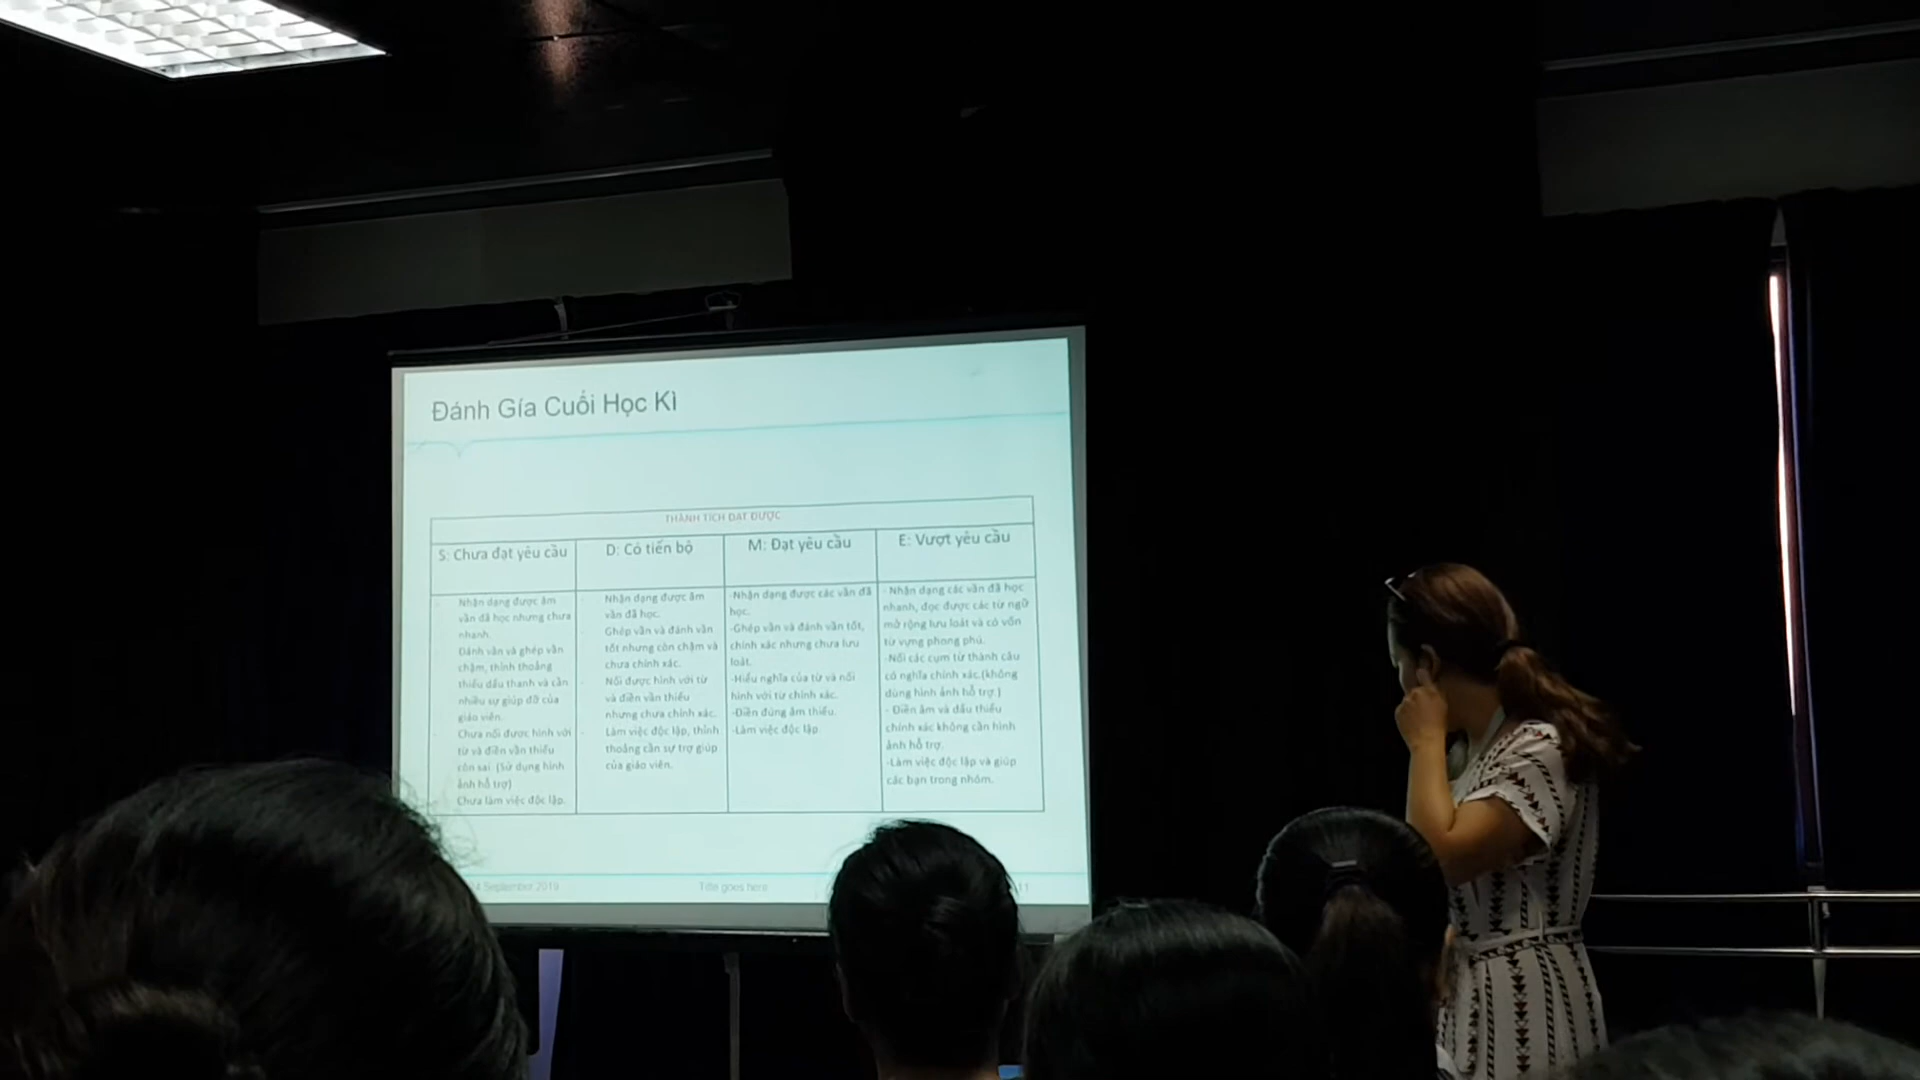 Đánh Gía Cuối Học Kì
THÀNH TÍCH ĐẠT ĐƯỢC
S: Chưa đạt yêu cầu
D: Có tiến bộ
M: Đạt yêu cầu
E: Vượt yêu cầu
Nhận dạng được âm
vần đã học nhưng chưa
nhanh.
Đánh vần và ghép vần
chậm, thỉnh thoảng
thiếu dấu thanh và cần
nhiều sự giúp đỡ của
giáo viên.
Chưa nối được hình với
từ và điền vần thiếu
còn sai. (Sử dụng hình
ảnh hỗ trợ)
Chưa làm việc độc lập.
Nhận dạng được âm
vần đã học.
Ghép vần và đánh vần
tốt nhưng còn chậm và
chưa chính xác.
Nối được hình với từ
và điền vần thiếu
nhưng chưa chính xác.
Làm việc độc lập, thỉnh
thoảng cần sự trợ giúp
của giáo viên.
-Nhận dạng được các vần đã
học.
-Ghép vần và đánh vần tốt,
chính xác nhưng chưa lưu
loát.
-Hiểu nghĩa của từ và nối
hình với từ chính xác.
-Điền đúng âm thiếu.
-Làm việc độc lập
- Nhận dạng các vần đã học
nhanh, đọc được các từ ngữ
mở rộng lưu loát và có vốn
từ vựng phong phú.
-Nối các cụm từ thành câu
có nghĩa chính xác.(không
dùng hình ảnh hỗ trợ.)
- Điền âm và dấu thiếu
chính xác không cần hình
ảnh hỗ trợ.
-Làm việc độc lập và giúp
các bạn trong nhóm.
4 September 2019
Title goes here
11